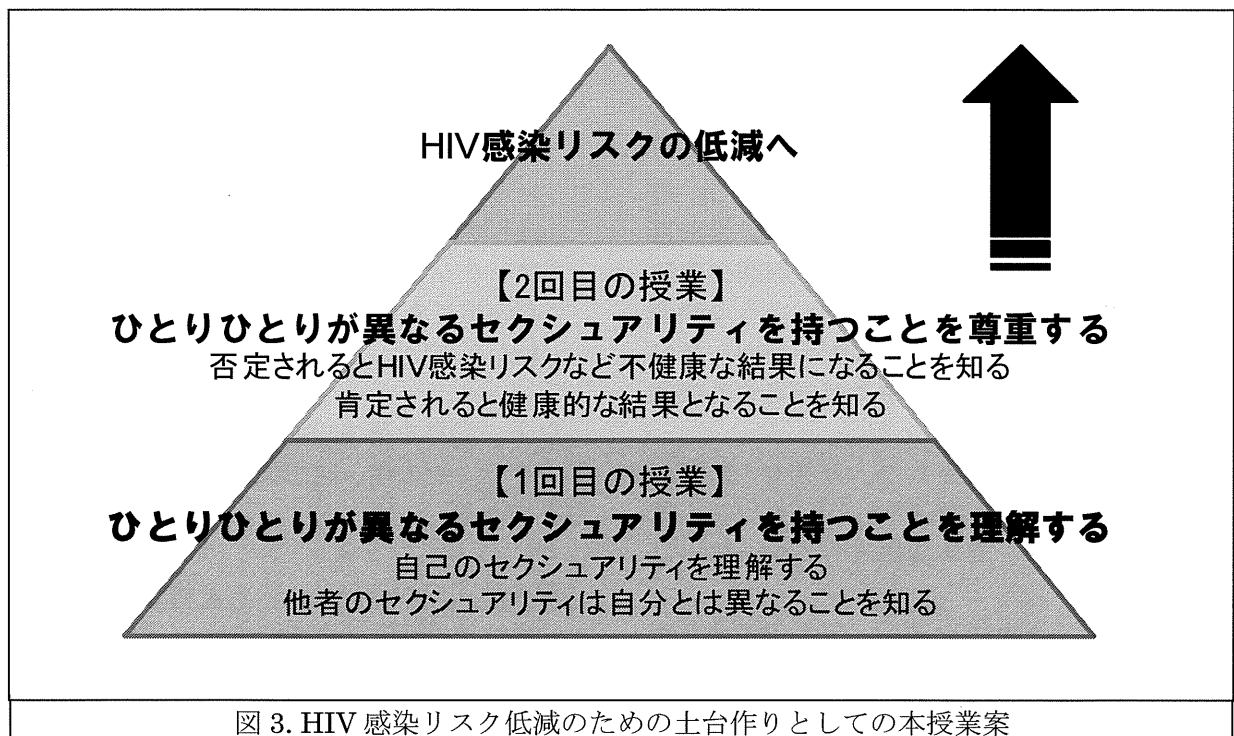 HIV感染リスクの低減へ
【2回目の授業】
ひとりひとりが異なるセクシュアリティを持つことを尊重する
否定されるとHIV感染リスクなど不健康な結果になることを知る
肯定されると健康的な結果となることを知る
【1回目の授業】
ひとりひとりが異なるセクシュアリティを持つことを理解する
自己のセクシュアリティを理解する
他者のセクシュアリティは自分とは異なることを知る
図 3. HIV 感染リスク低減のための土台作りとしての本授業案